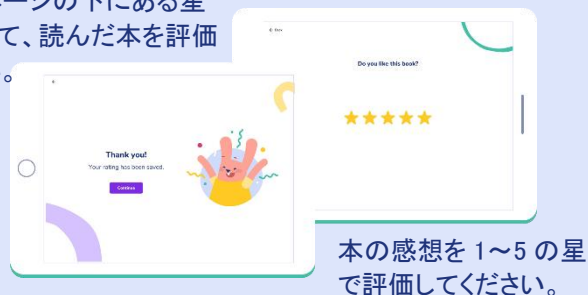 ページの下にある星
て、読んだ本を評価
。
Do you like this book?
Thank you!
Your rating has been saved.
Continue
本の感想を 1～5 の星
で評価してください。